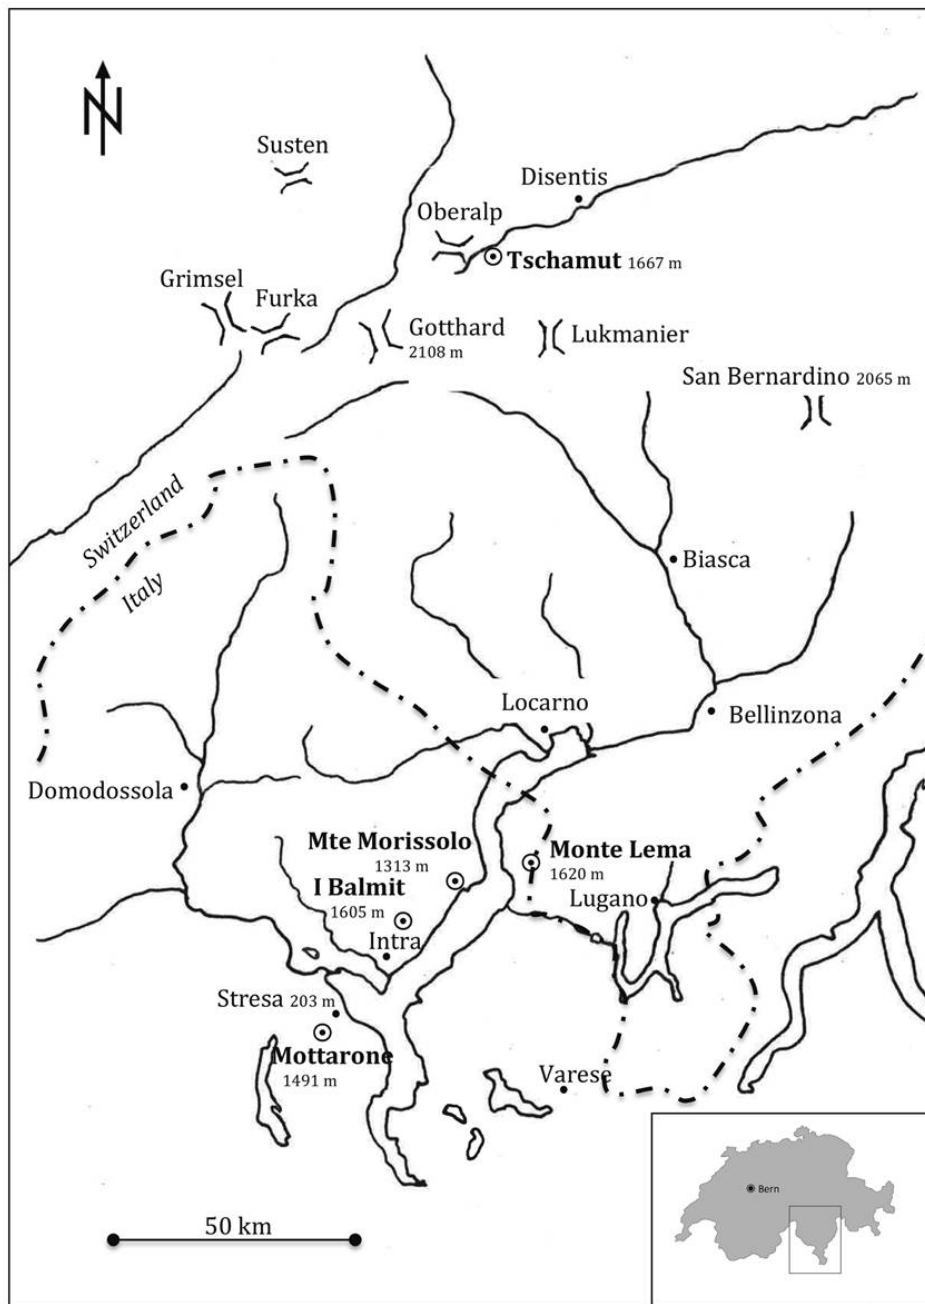 N
Susten
Disentis
Oberalp
Tschamut 1667 m
Grimsel
Furka
Gotthard
2108 m
Lukmanier
San Bernardino 2065 m
Switzerland
Italy
Biasca
Locarno
Bellinzona
Domodossola
Mte Morissolo
1313 m
Monte Lema
1620 m
I Balmit
1605 m
Lugano
Intra
Stresa 203 m
Mottarone
1491 m
Varese
Bern
50 km